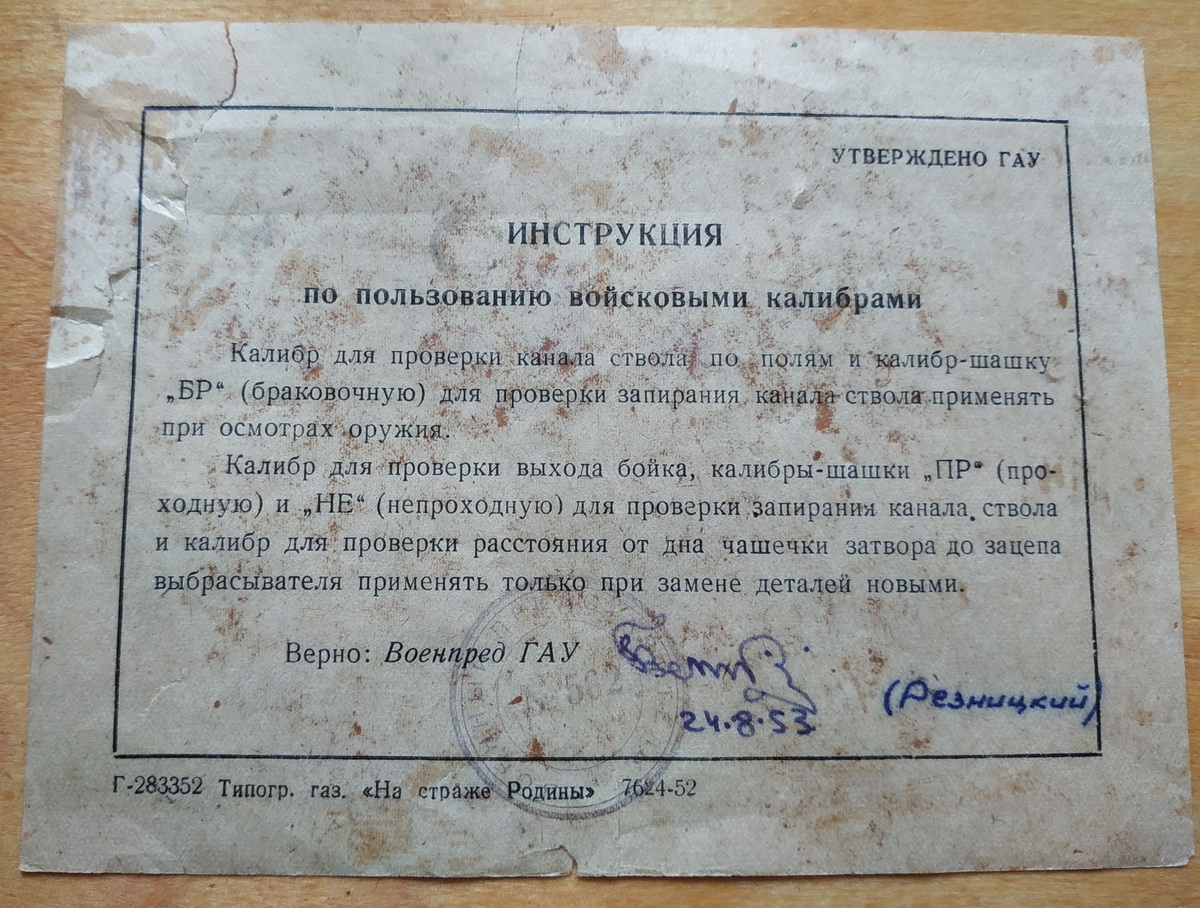 УТВЕРЖДЕНО ГАУ
ИНСТРУКЦИЯ
по пользованию войсковыми калибрами
Калибр для проверки канала ствола по полям и калибр-шашку
„БР“ (браковочную) для проверки запирания канала ствола применять
при осмотрах оружия.
Калибр для проверки выхода бойка, калибры-шашки „ПР“ (про-
ходную) и „НЕ“ (непроходную) для проверки запирания канала ствола
и калибр для проверки расстояния от дна чашечки затвора до зацепа
выбрасывателя применять только при замене деталей новыми.
Верно: Военпред ГАУ
24.8.53
(Резницкий)
Г-283352 Типогр. газ. «На страже Родины» 7624-52